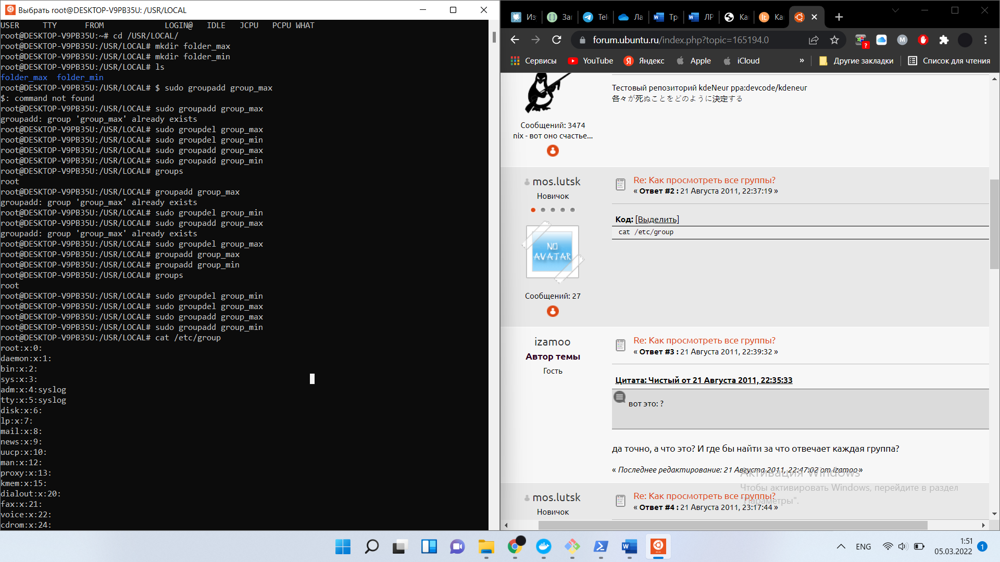 Выбрать root@DESKTOP-V9PB35U: /USR/LOCAL
USER     TTY      FROM             LOGIN@   IDLE   JCPU   PCPU WHAT
root@DESKTOP-V9PB35U:~# cd /USR/LOCAL/
root@DESKTOP-V9PB35U:/USR/LOCAL# mkdir folder_max
root@DESKTOP-V9PB35U:/USR/LOCAL# mkdir folder_min
root@DESKTOP-V9PB35U:/USR/LOCAL# ls
folder_max  folder_min
root@DESKTOP-V9PB35U:/USR/LOCAL# $ sudo groupadd group_max
$: command not found
root@DESKTOP-V9PB35U:/USR/LOCAL# sudo groupadd group_max
groupadd: group 'group_max' already exists
root@DESKTOP-V9PB35U:/USR/LOCAL# sudo groupdel group_max
root@DESKTOP-V9PB35U:/USR/LOCAL# sudo groupdel group_min
root@DESKTOP-V9PB35U:/USR/LOCAL# sudo groupadd group_max
root@DESKTOP-V9PB35U:/USR/LOCAL# sudo groupadd group_min
root@DESKTOP-V9PB35U:/USR/LOCAL# groups
root
root@DESKTOP-V9PB35U:/USR/LOCAL# groupadd group_max
groupadd: group 'group_max' already exists
root@DESKTOP-V9PB35U:/USR/LOCAL# sudo groupdel group_min
root@DESKTOP-V9PB35U:/USR/LOCAL# sudo groupadd group_max
groupadd: group 'group_max' already exists
root@DESKTOP-V9PB35U:/USR/LOCAL# sudo groupdel group_max
root@DESKTOP-V9PB35U:/USR/LOCAL# groupadd group_max
root@DESKTOP-V9PB35U:/USR/LOCAL# groupadd group_min
root@DESKTOP-V9PB35U:/USR/LOCAL# groups
root
root@DESKTOP-V9PB35U:/USR/LOCAL# sudo groupdel group_min
root@DESKTOP-V9PB35U:/USR/LOCAL# sudo groupdel group_max
root@DESKTOP-V9PB35U:/USR/LOCAL# sudo groupadd group_max
root@DESKTOP-V9PB35U:/USR/LOCAL# sudo groupadd group_min
root@DESKTOP-V9PB35U:/USR/LOCAL# cat /etc/group
root:x:0:
daemon:x:1:
bin:x:2:
sys:x:3:
adm:x:4:syslog
tty:x:5:syslog
disk:x:6:
lp:x:7:
mail:x:8:
news:x:9:
uucp:x:10:
man:x:12:
proxy:x:13:
kmem:x:15:
dialout:x:20:
fax:x:21:
voice:x:22:
cdrom:x:24:
Из Заг Tel Ла Тр ЛР Ка Ка
forum.ubuntu.ru/index.php?topic=165194.0
Сервисы YouTube Яндекс Apple iCloud » Другие закладки Список для чтения
Тестовый репозиторий kdeNeur ppa:devcode/kdeneur
各々が死ぬことをどのように決定する
Сообщений: 3474
nix - вот оно счастье...
mos.lutsk
Новичок
NO AVATAR
Сообщений: 27
Re: Как просмотреть все группы?
« Ответ #2 : 21 Августа 2011, 22:37:19 »
Код: [Выделить]
cat /etc/group
izamoo
Автор темы
Гость
Re: Как просмотреть все группы?
« Ответ #3 : 21 Августа 2011, 22:39:32 »
Цитата: Чистый от 21 Августа 2011, 22:35:33
вот это: ?
да точно, а что это? И где бы найти за что отвечает каждая группа?
« Последнее редактирование: 21 Августа 2011, 22:47:02 от izamoo »
mos.lutsk
Новичок
Re: Как просмотреть все группы?
« Ответ #4 : 21 Августа 2011, 23:17:44 »
Активация Windows
Чтобы активировать Windows, перейдите в раздел
"Параметры".
ENG
1:51
05.03.2022
1